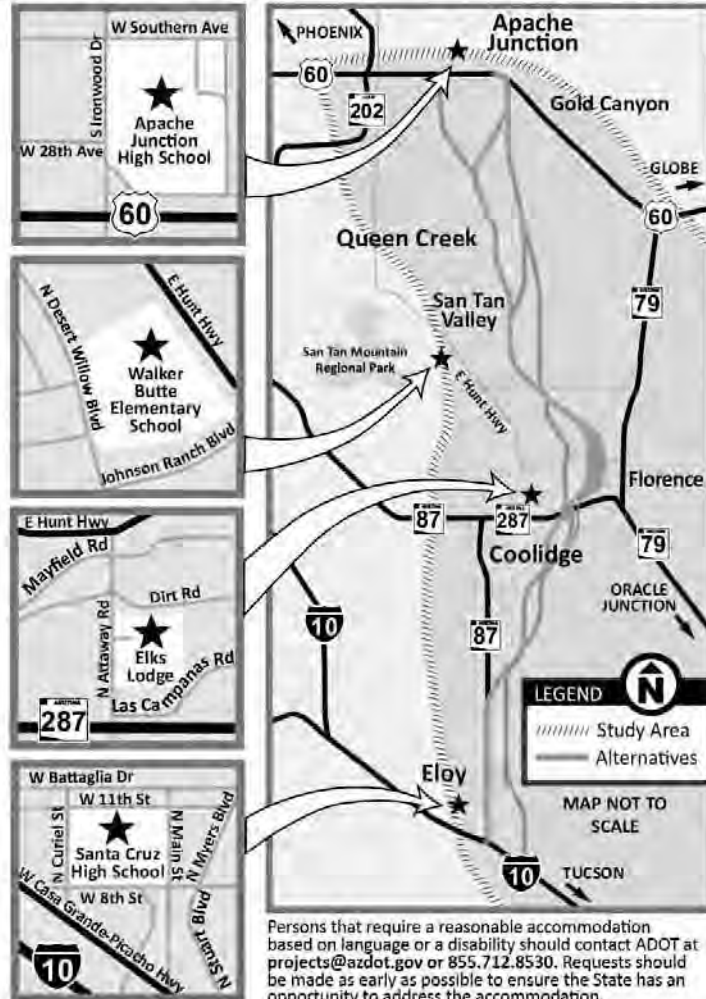 W Southern Ave
S Ironwood Dr
Apache
Junction
High School
W 28th Ave
60
N Desert Willow Blvd
E Hunt Hwy
Walker
Butte
Elementary
School
Johnson Ranch Blvd
E Hunt Hwy
Mayfield Rd
Dirt Rd
N Attaway Rd
Elks
Lodge
Las Campanas Rd
ARIZONA
287
W Battaglia Dr
W 11th St
N Curiel St
N Main St
N Myers Blvd
Santa Cruz
High School
W 8th St
W Casa Grande-Picacho Hwy
N Stuart Blvd
10
PHOENIX
Apache
Junction
60
202
Gold Canyon
GLOBE
60
Queen Creek
79
San Tan
Valley
San Tan Mountain
Regional Park
E Hunt Hwy
Florence
87
287
Coolidge
79
ORACLE
JUNCTION
10
87
LEGEND
N
Study Area
Alternatives
Eloy
MAP NOT TO
SCALE
10
TUCSON
Persons that require a reasonable accommodation
based on language or a disability should contact ADOT at
projects@azdot.gov or 855.712.8530. Requests should
be made as early as possible to ensure the State has an
opportunity to address the accommodation.